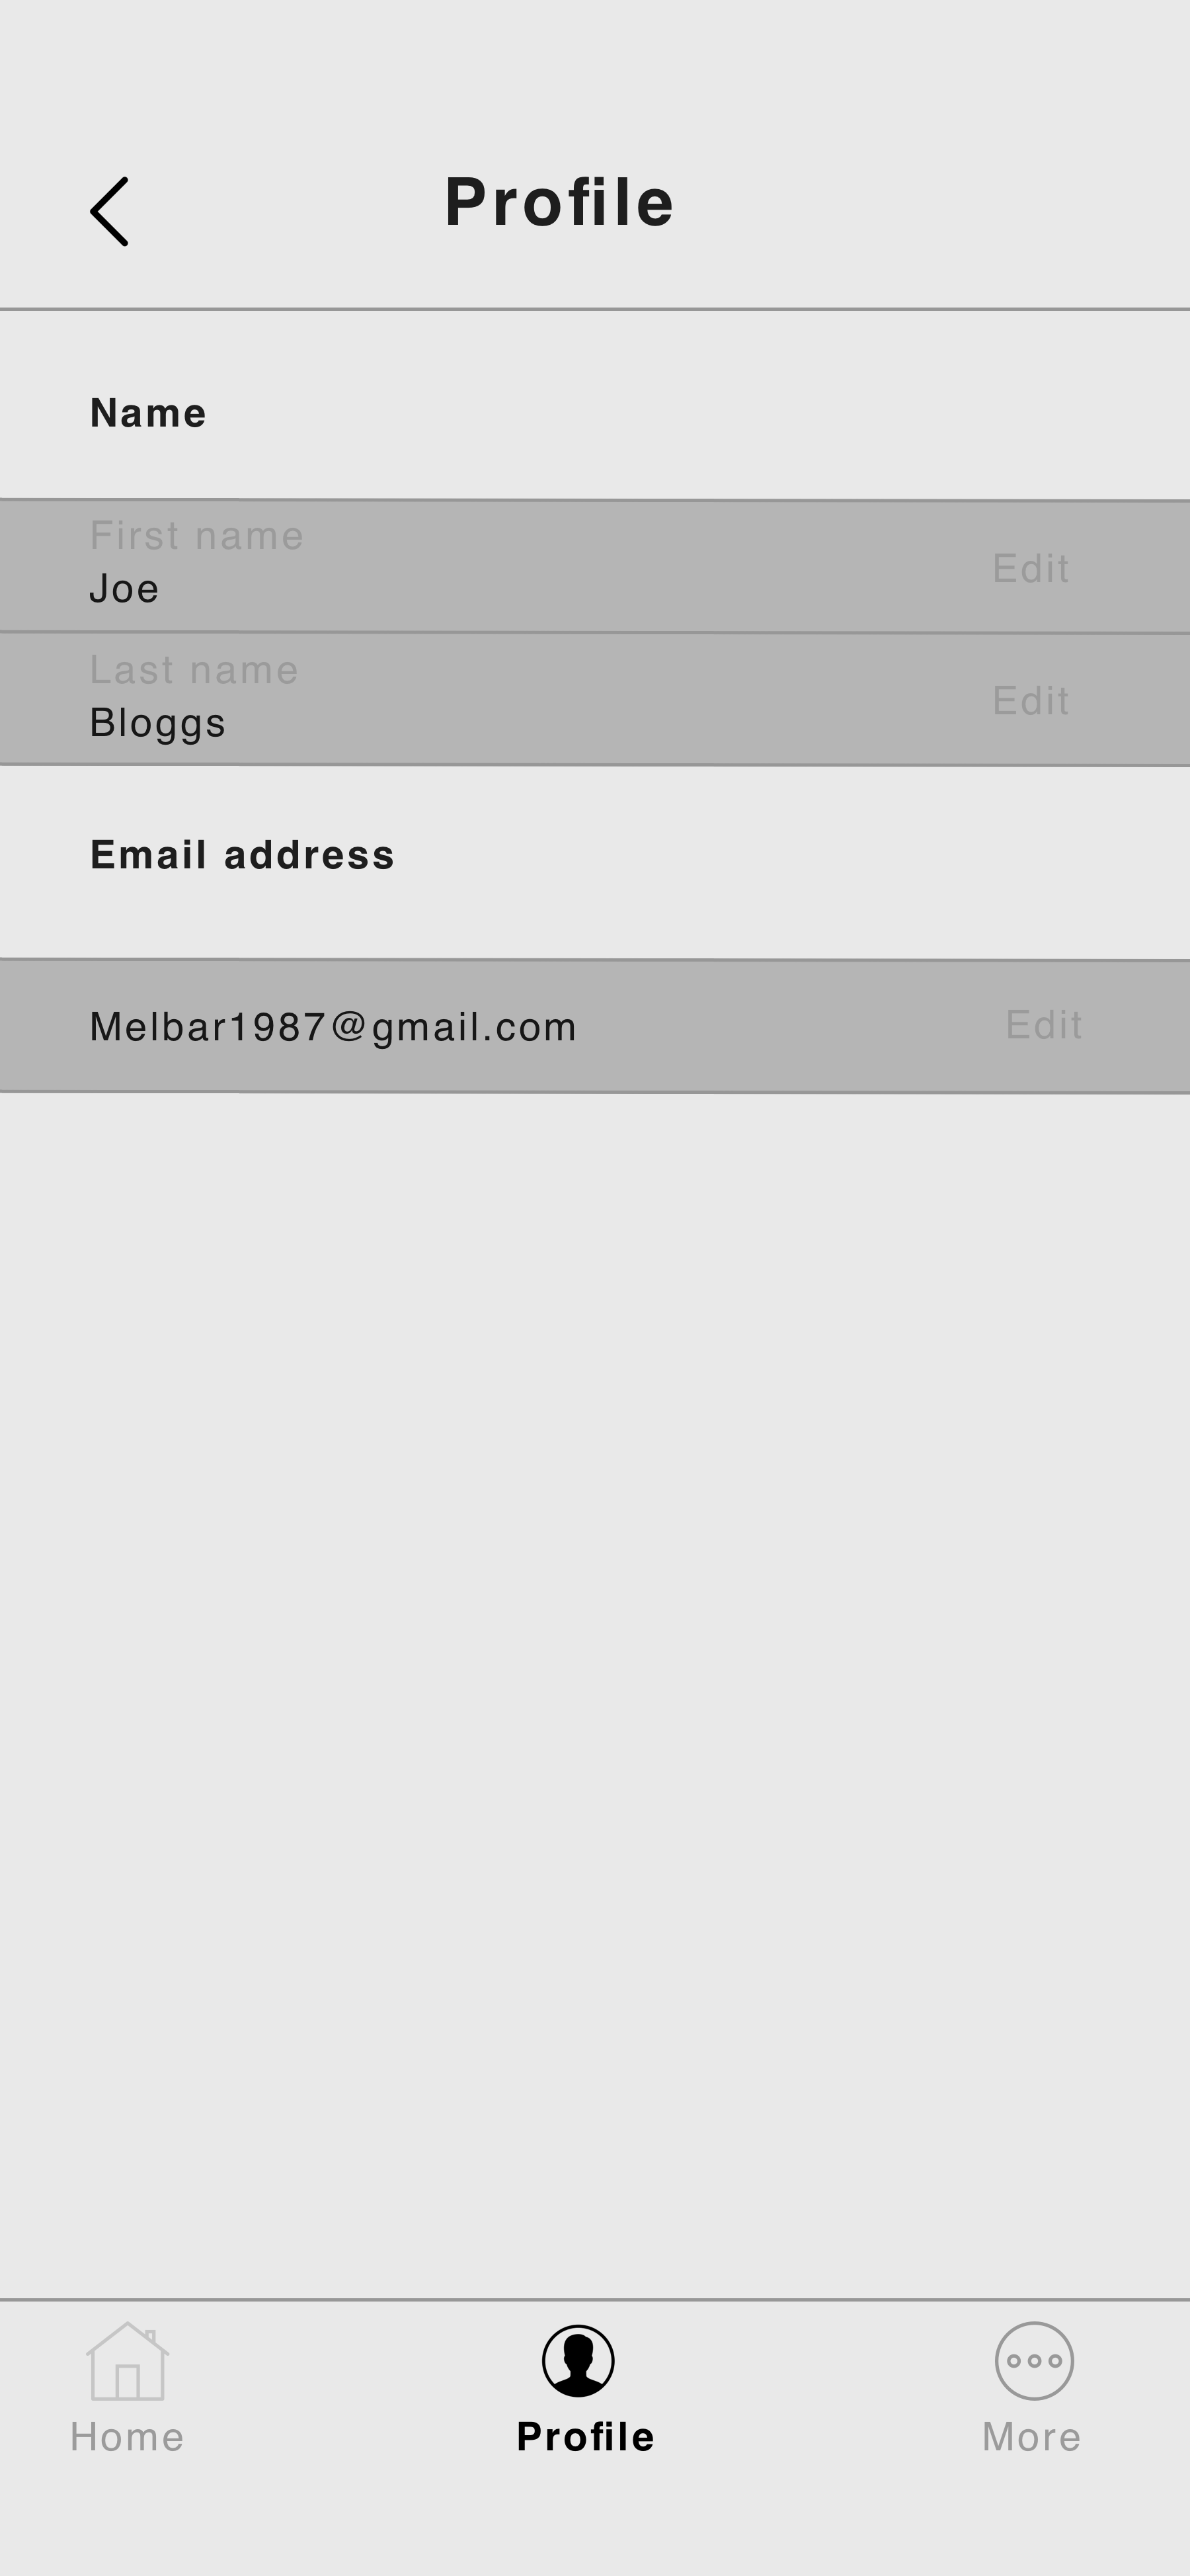 Profile
Name
First name
Joe
Edit
Last name
Bloggs
Edit
Email address
Melbar1987@gmail.com
Edit
Home
Profile
More